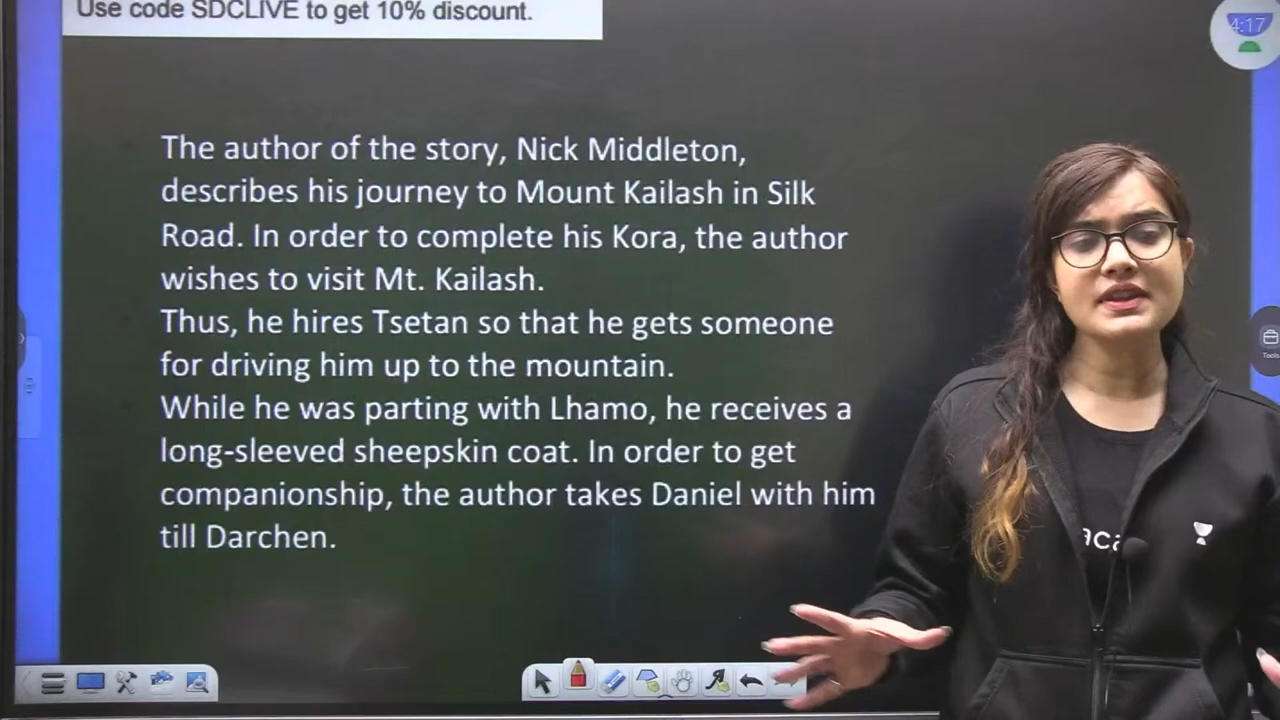 Use code SDCLIVE to get 10% discount.
4:17
The author of the story, Nick Middleton,
describes his journey to Mount Kailash in Silk
Road. In order to complete his Kora, the author
wishes to visit Mt. Kailash.
Thus, he hires Tsetan so that he gets someone
for driving him up to the mountain.
While he was parting with Lhamo, he receives a
long-sleeved sheepskin coat. In order to get
companionship, the author takes Daniel with him
till Darchen.
Tools
aca